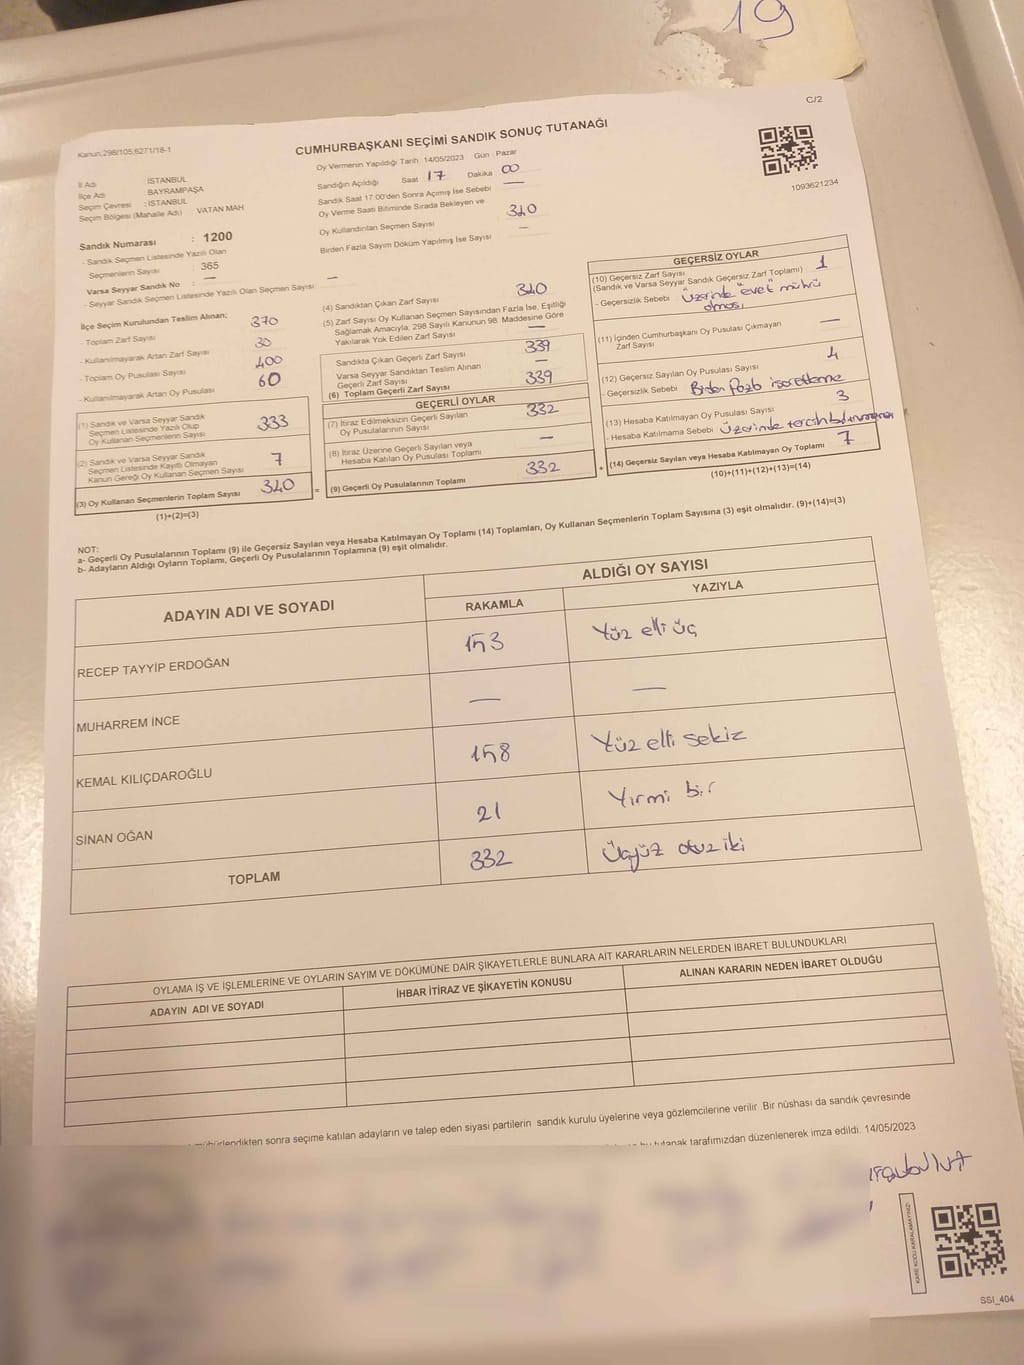 19
C/2
Kanun;298/105;6271/18-1
CUMHURBAŞKANI SEÇİMİ SANDIK SONUÇ TUTANAĞI
1093621234
İl Adı : İSTANBUL
İlçe Adı BAYRAMPAŞA
Seçim Çevresi : İSTANBUL
Seçim Bölgesi (Mahalle Adı) VATAN MAH
Sandık Numarası : 1200
- Sandık Seçmen Listesinde Yazılı Olan
Seçmenlerin Sayısı : 365
Varsa Seyyar Sandık No : —
- Seyyar Sandık Seçmen Listesinde Yazılı Olan Seçmen Sayısı : —
Oy Vermenin Yapıldığı Tarih : 14/05/2023 Gün : Pazar
Sandığın Açıldığı Saat 17 Dakika 00
Sandık Saat 17:00'den Sonra Açımış İse Sebebi —
Oy Verme Saati Bitiminde Sırada Bekleyen ve
Oy Kullandırılan Seçmen Sayısı 340
Birden Fazla Sayım Döküm Yapılmış İse Sayısı —
İlçe Seçim Kurulundan Teslim Alınan;
- Toplam Zarf Sayısı 370
- Kullanılmayarak Artan Zarf Sayısı 30
- Toplam Oy Pusulası Sayısı 400
- Kullanılmayarak Artan Oy Pusulası 60
(1) Sandık ve Varsa Seyyar Sandık
Seçmen Listesinde Yazılı Olup
Oy Kullanan Seçmenlerin Sayısı 333
(2) Sandık ve Varsa Seyyar Sandık
Seçmen Listesinde Kayıtlı Olmayan
Kanun Gereği Oy Kullanan Seçmen Sayısı 7
(3) Oy Kullanan Seçmenlerin Toplam Sayısı 340
(1)+(2)=(3)
(4) Sandıktan Çıkan Zarf Sayısı 340
(5) Zarf Sayısı Oy Kullanan Seçmen Sayısından Fazla İse, Eşitliği
Sağlamak Amacıyla, 298 Sayılı Kanunun 98. Maddesine Göre
Yakılarak Yok Edilen Zarf Sayısı —
Sandıkta Çıkan Geçerli Zarf Sayısı 339
Varsa Seyyar Sandıktan Teslim Alınan
Geçerli Zarf Sayısı —
(6) Toplam Geçerli Zarf Sayısı 339
GEÇERLİ OYLAR
(7) İtiraz Edilmeksizin Geçerli Sayılan
Oy Pusulalarının Sayısı 332
(8) İtiraz Üzerine Geçerli Sayılan veya
Hesaba Katılan Oy Pusulası Toplamı —
= (9) Geçerli Oy Pusulalarının Toplamı 332 +
GEÇERSİZ OYLAR
(10) Geçersiz Zarf Sayısı 1
(Sandık ve Varsa Seyyar Sandık Geçersiz Zarf Toplamı)
- Geçersizlik Sebebi Üzerinde "evet" mührü
olması
(11) İçinden Cumhurbaşkanı Oy Pusulası Çıkmayan
Zarf Sayısı —
(12) Geçersiz Sayılan Oy Pusulası Sayısı 4
- Geçersizlik Sebebi Birden fazla işaretleme
(13) Hesaba Katılmayan Oy Pusulası Sayısı 3
- Hesaba Katılmama Sebebi Üzerinde tercih
(14) Geçersiz Sayılan veya Hesaba Katılmayan Oy Toplamı 7
(10)+(11)+(12)+(13)=(14)
NOT:
a- Geçerli Oy Pusulalarının Toplamı (9) ile Geçersiz Sayılan veya Hesaba Katılmayan Oy Toplamı (14) Toplamları, Oy Kullanan Seçmenlerin Toplam Sayısına (3) eşit olmalıdır. (9)+(14)=(3)
b- Adayların Aldığı Oyların Toplamı, Geçerli Oy Pusulalarının Toplamına (9) eşit olmalıdır.
ADAYIN ADI VE SOYADI
ALDIĞI OY SAYISI
RAKAMLA YAZIYLA
RECEP TAYYİP ERDOĞAN 153 Yüz elli üç
MUHARREM İNCE — —
KEMAL KILIÇDAROĞLU 158 Yüz elli sekiz
SİNAN OĞAN 21 Yirmi bir
TOPLAM 332 Üçyüz otuz iki
OYLAMA İŞ VE İŞLEMLERİNE VE OYLARIN SAYIM VE DÖKÜMÜNE DAİR ŞİKAYETLERLE BUNLARA AİT KARARLARIN NELERDEN İBARET BULUNDUKLARI
ADAYIN ADI VE SOYADI İHBAR İTİRAZ VE ŞİKAYETİN KONUSU ALINAN KARARIN NEDEN İBARET OLDUĞU
mühürlendikten sonra seçime katılan adayların ve talep eden siyasi partilerin sandık kurulu üyelerine veya gözlemcilerine verilir Bir nüshası da sandık çevresinde
bu tutanak tarafımızdan düzenlenerek imza edildi. 14/05/2023
KARE KODU KARALAMAYINIZ!
SSI_404